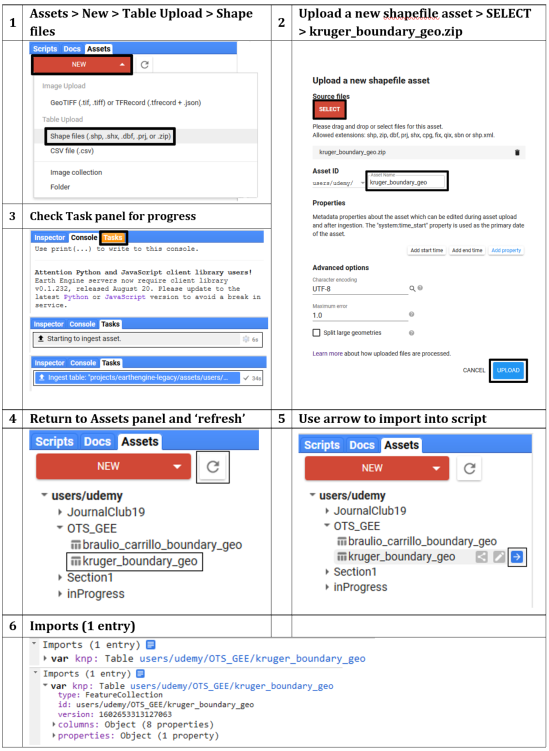 1 Assets > New > Table Upload > Shape files
Scripts Docs Assets
NEW
Image Upload
GeoTIFF (.tif, .tiff) or TFRecord (.tfrecord + .json)
Table Upload
Shape files (.shp, .shx, .dbf, .prj, or .zip)
CSV file (.csv)
Image collection
Folder
2 Upload a new shapefile asset > SELECT
> kruger_boundary_geo.zip
Upload a new shapefile asset
Source files
SELECT
Please drag and drop or select files for this asset.
Allowed extensions: shp, zip, dbf, prj, shx, cpg, fix, qix, sbn or shp.xml.
kruger_boundary_geo.zip
Asset ID
users/udemy/
Asset Name
kruger_boundary_geo
Properties
Metadata properties about the asset which can be edited during asset upload
and after ingestion. The "system:time_start" property is used as the primary date
of the asset.
Add start time Add end time Add property
Advanced options
Character encoding
UTF-8
Maximum error
1.0
Split large geometries
Learn more about how uploaded files are processed.
CANCEL UPLOAD
3 Check Task panel for progress
Inspector Console Tasks
Use print(...) to write to this console.
Attention Python and JavaScript client library users!
Earth Engine servers now require client library
v0.1.232, released August 20. Please update to the
latest Python or JavaScript version to avoid a break in
service.
Inspector Console Tasks
Starting to ingest asset. 6s
Inspector Console Tasks
Ingest table: "projects/earthengine-legacy/assets/users/... 34s
4 Return to Assets panel and ‘refresh’
Scripts Docs Assets
NEW
users/udemy
JournalClub19
OTS_GEE
braulio_carrillo_boundary_geo
kruger_boundary_geo
Section1
inProgress
5 Use arrow to import into script
Scripts Docs Assets
NEW
users/udemy
JournalClub19
OTS_GEE
braulio_carrillo_boundary_geo
kruger_boundary_geo
Section1
inProgress
6 Imports (1 entry)
Imports (1 entry)
var knp: Table users/udemy/OTS_GEE/kruger_boundary_geo
Imports (1 entry)
var knp: Table users/udemy/OTS_GEE/kruger_boundary_geo
type: FeatureCollection
id: users/udemy/OTS_GEE/kruger_boundary_geo
version: 1602653313127063
columns: Object (8 properties)
properties: Object (1 property)